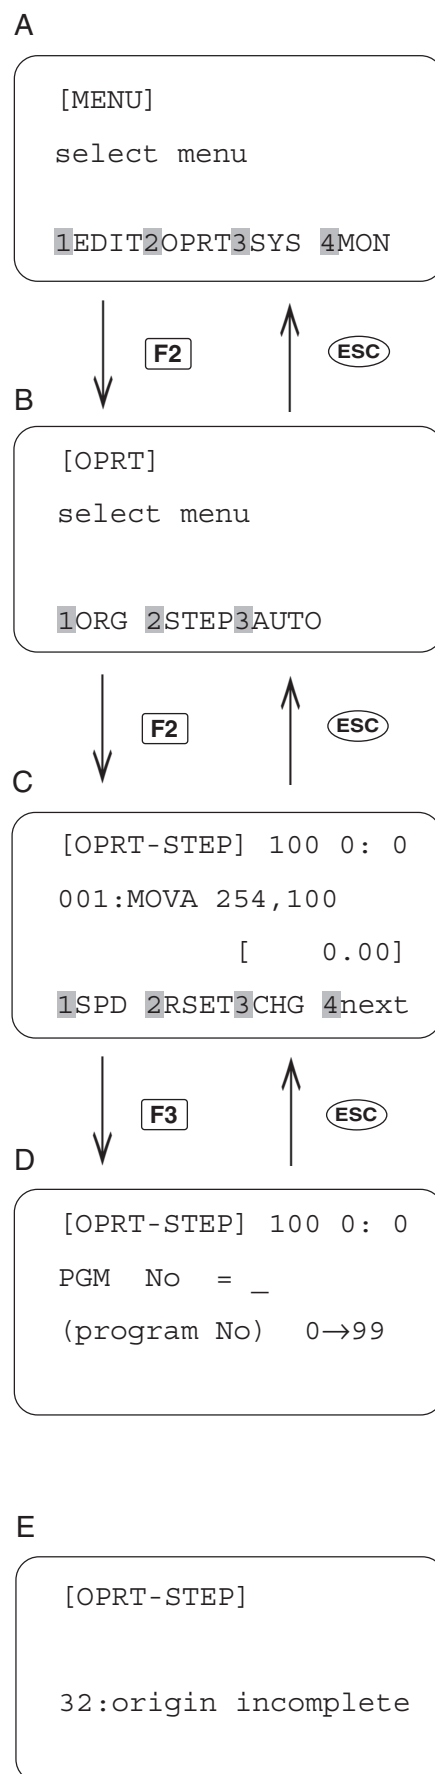 A
[MENU]
select menu
1EDIT2OPRT3SYS 4MON
F2 ESC
B
[OPRT]
select menu
1ORG 2STEP3AUTO
F2 ESC
C
[OPRT-STEP] 100 0: 0
001:MOVA 254,100
[ 0.00]
1SPD 2RSET3CHG 4next
F3 ESC
D
[OPRT-STEP] 100 0: 0
PGM No = _
(program No) 0→99
E
[OPRT-STEP]
32:origin incomplete